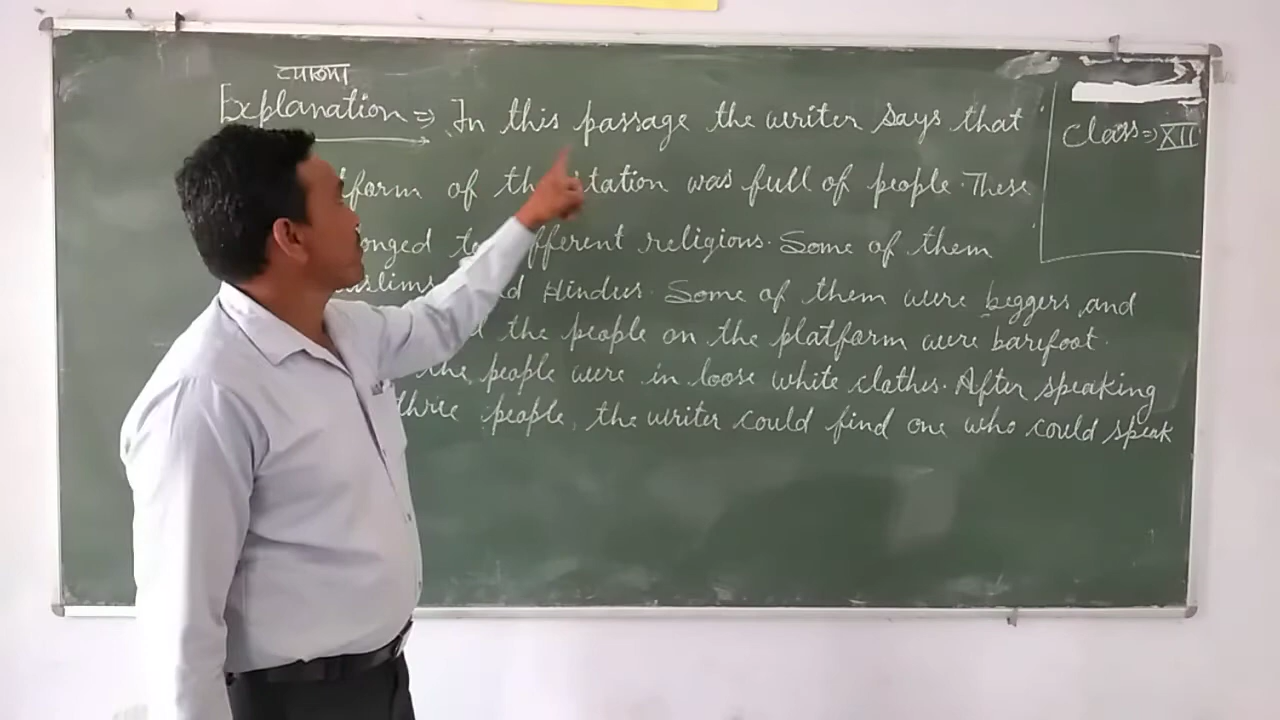 व्याख्या
Explanation ⇒ In this passage the writer says that
of station was full of people. These
different religions. Some of them
Hindus. Some of them were beggers and
the people on the platform were barefoot.
the people were in loose white clothes. After speaking
three people, the writer could find one who could speak
Class ⇒ XII